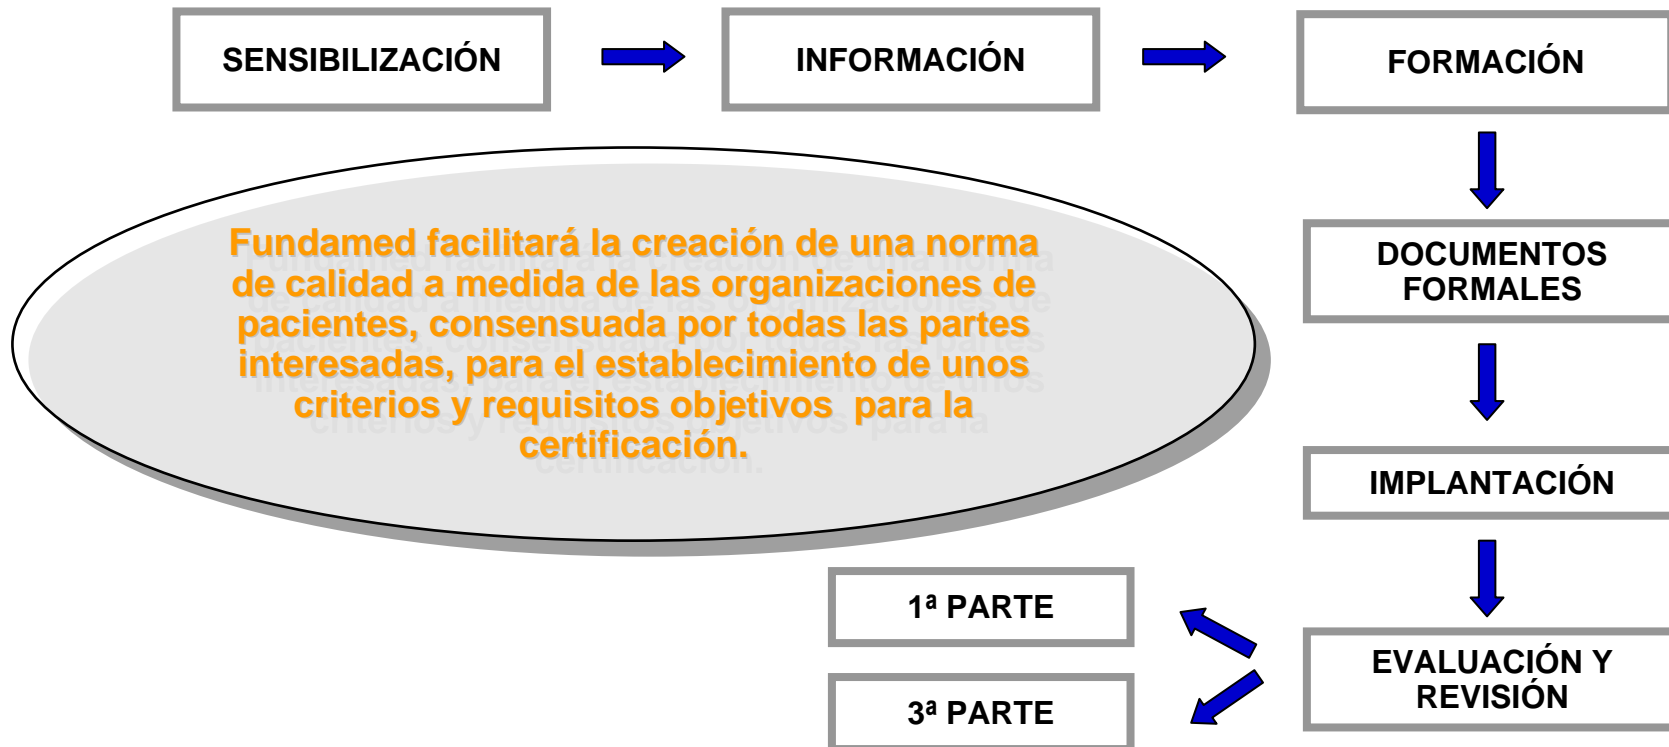 SENSIBILIZACIÓN
INFORMACIÓN
FORMACIÓN
Fundamed facilitará la creación de una norma
de calidad a medida de las organizaciones de
pacientes, consensuada por todas las partes
interesadas, para el establecimiento de unos
criterios y requisitos objetivos  para la
certificación.
DOCUMENTOS
FORMALES
IMPLANTACIÓN
EVALUACIÓN Y
REVISIÓN
1ª PARTE
3ª PARTE